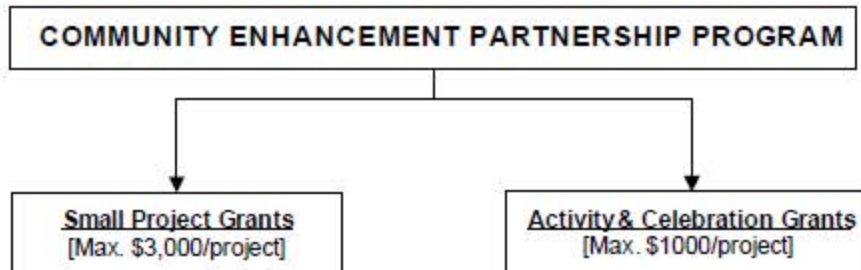 COMMUNITY ENHANCEMENT PARTNERSHIP PROGRAM
Small Project Grants
[Max. $3,000/project]
Activity & Celebration Grants
[Max. $1000/project]